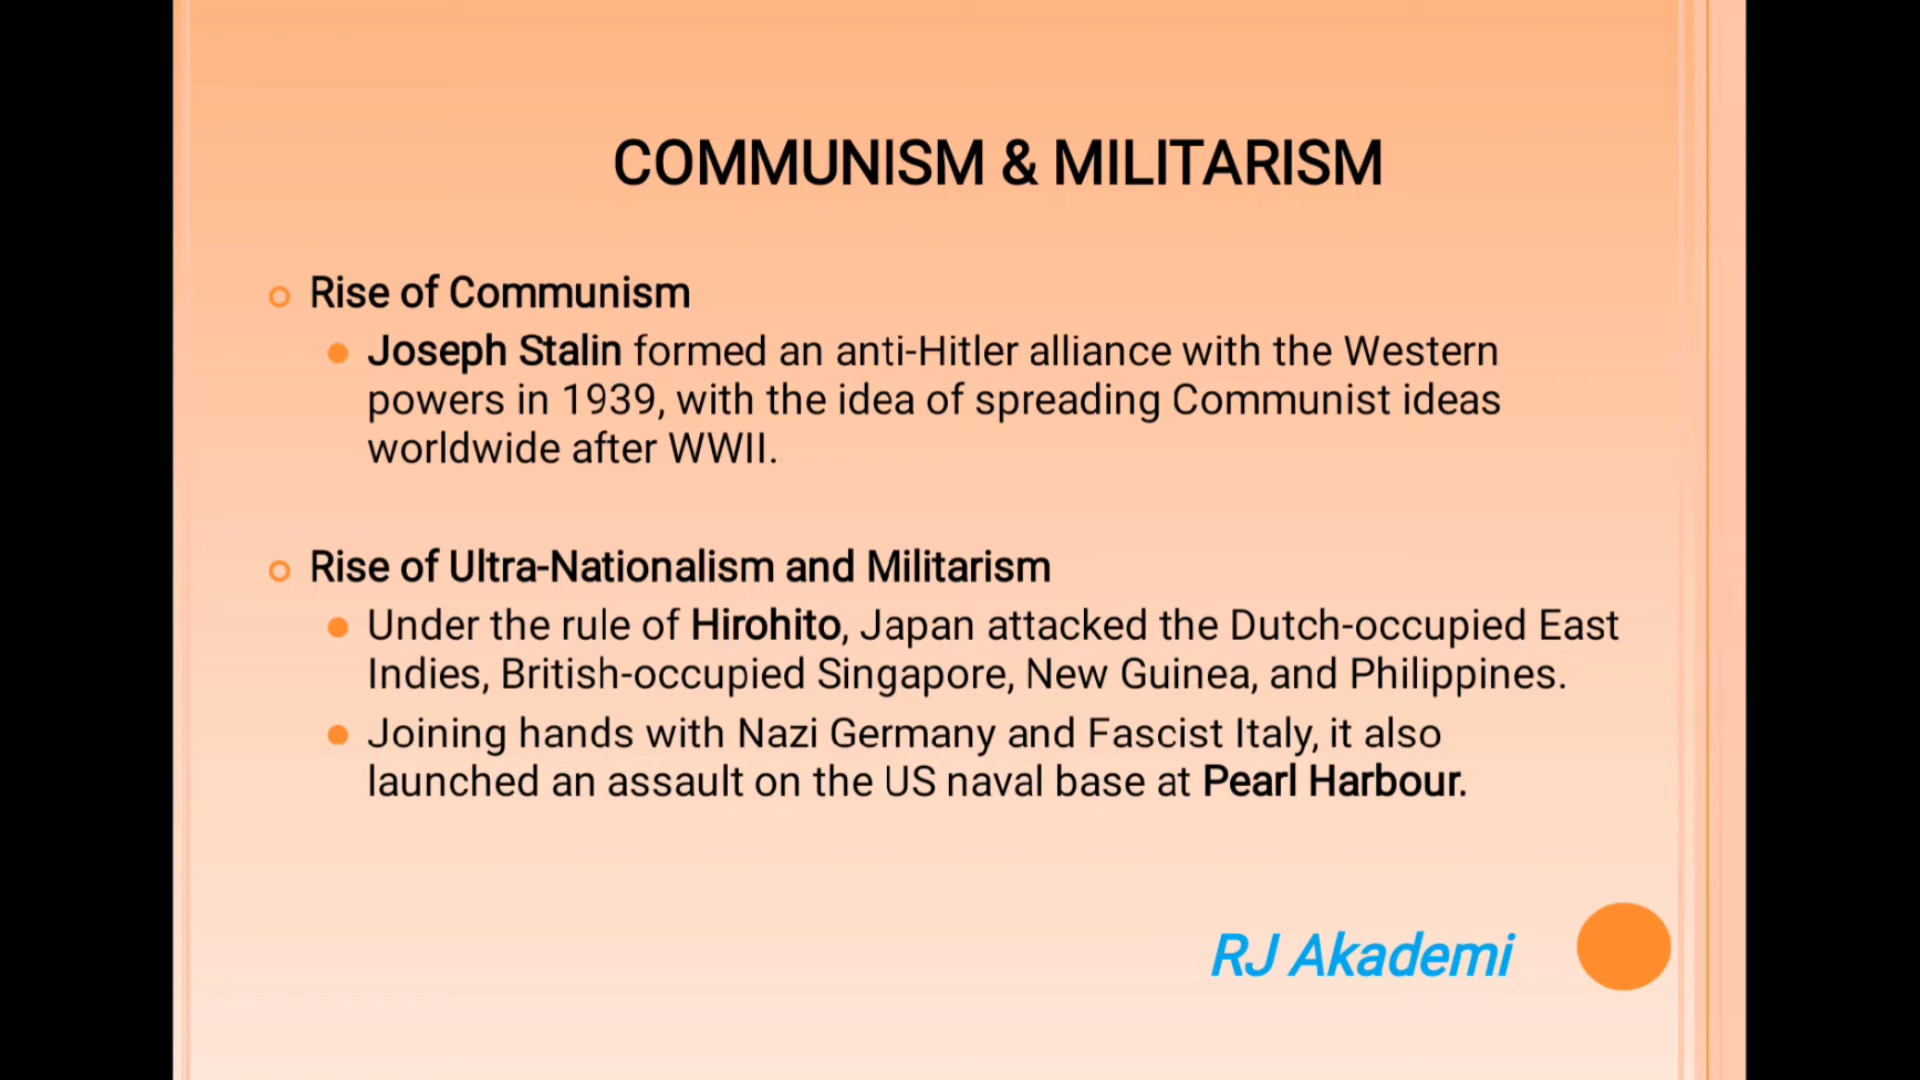 COMMUNISM & MILITARISM
Rise of Communism
Joseph Stalin formed an anti-Hitler alliance with the Western
powers in 1939, with the idea of spreading Communist ideas
worldwide after WWII.
Rise of Ultra-Nationalism and Militarism
Under the rule of Hirohito, Japan attacked the Dutch-occupied East
Indies, British-occupied Singapore, New Guinea, and Philippines.
Joining hands with Nazi Germany and Fascist Italy, it also
launched an assault on the US naval base at Pearl Harbour.
RJ Akademi